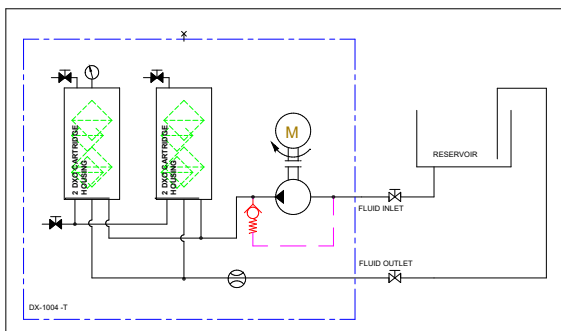 2 DXO CARTRIDGE
HOUSING
2 DXO CARTRIDGE
HOUSING
M
RESERVOIR
FLUID INLET
FLUID OUTLET
DX-1004 -T